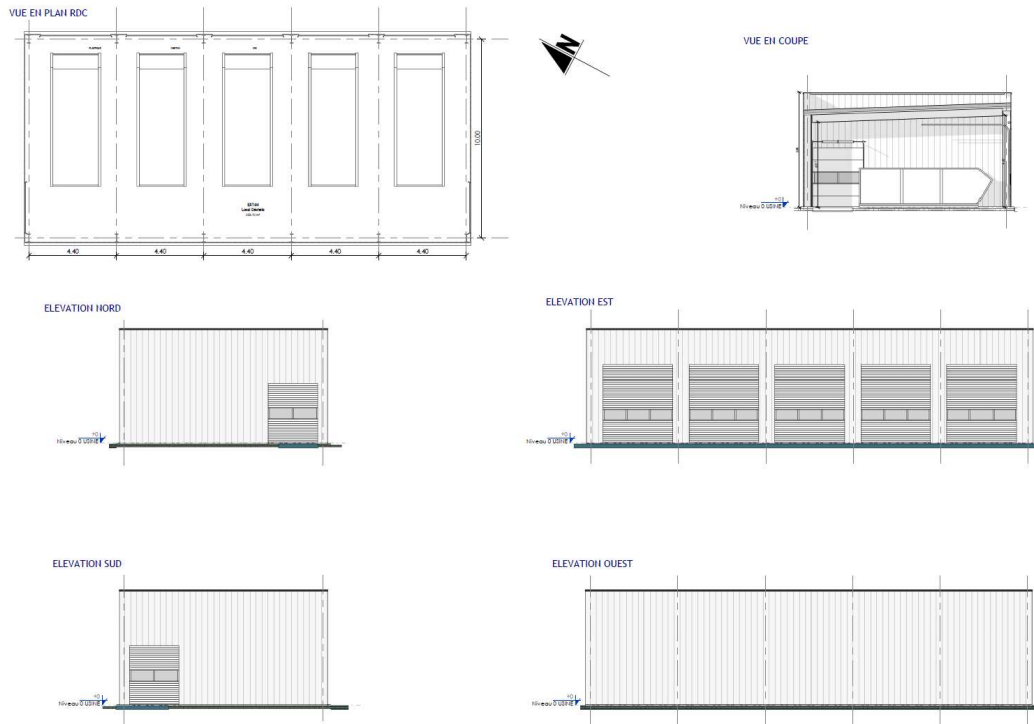 VUE EN PLAN RDC
N
VUE EN COUPE
10.00
Local Déchets
4.40
4.40
4.40
4.40
4.40
Niveau 0 USINE
ELEVATION NORD
ELEVATION EST
Niveau 0 USINE
Niveau 0 USINE
ELEVATION SUD
ELEVATION OUEST
Niveau 0 USINE
Niveau 0 USINE